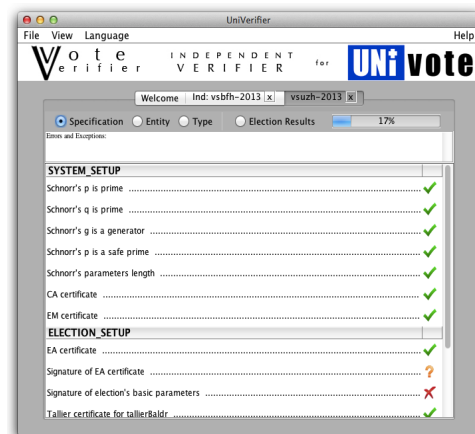 UniVerifier
File View Language Help
Vote Verifier INDEPENDENT VERIFIER for UNi vote
Welcome Ind: vsbfh-2013 x vsuzh-2013 x
Specification Entity Type Election Results 17%
Errors and Exceptions:
SYSTEM_SETUP
Schnorr's p is prime
Schnorr's q is prime
Schnorr's g is a generator
Schnorr's p is a safe prime
Schnorr's parameters length
CA certificate
EM certificate
ELECTION_SETUP
EA certificate
Signature of EA certificate
Signature of election's basic parameters
Tallier certificate for tallierBaldr